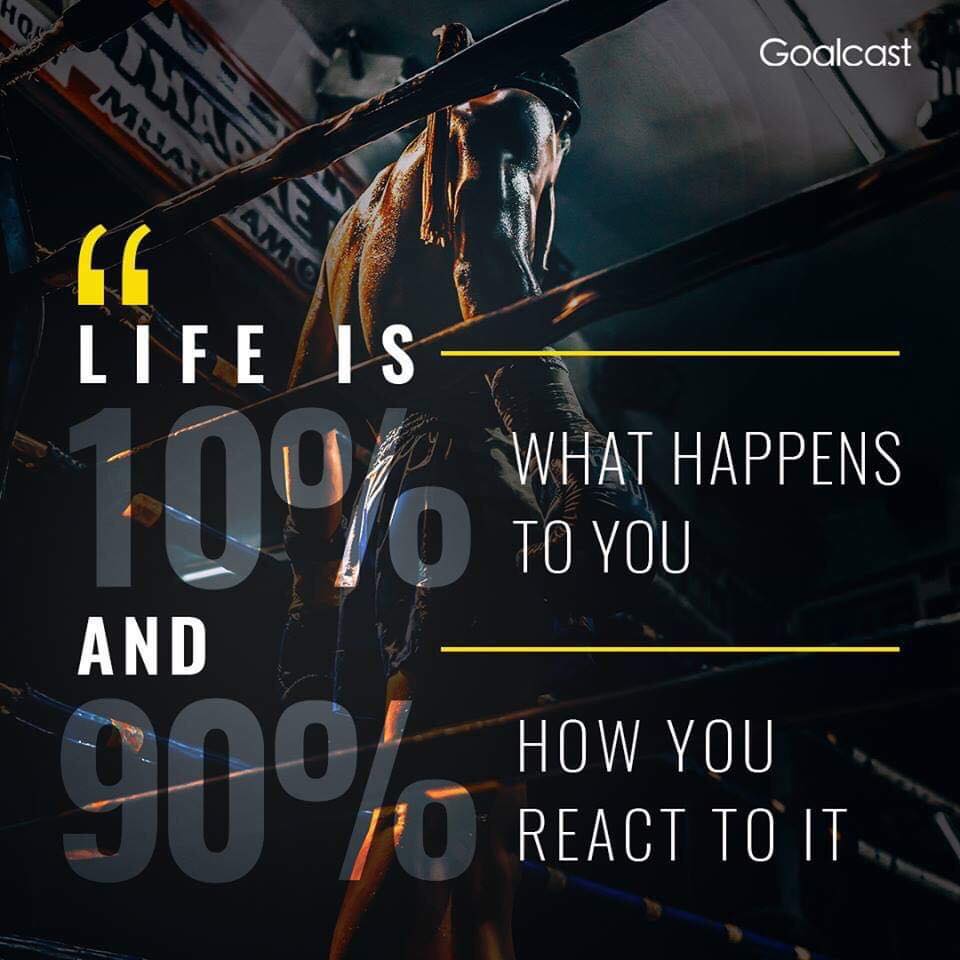 Goalcast
“
LIFE IS
10% WHAT HAPPENS
TO YOU
AND
90% HOW YOU
REACT TO IT